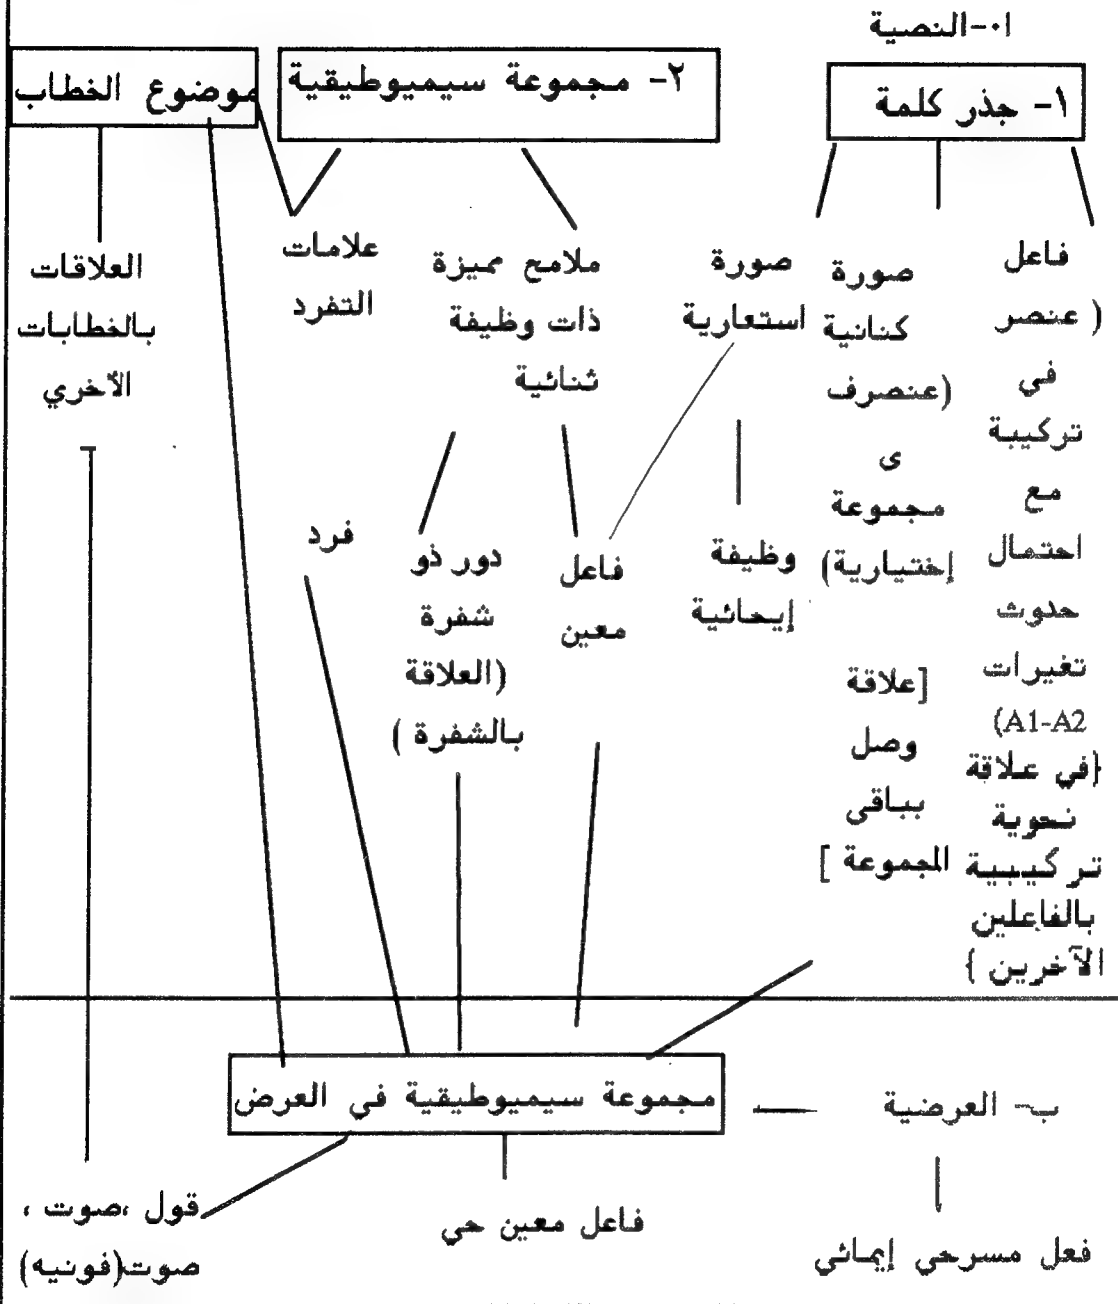 ا٠-النصية
١- جذر كلمة
٢- مجموعة سيميوطيقية
موضوع الخطاب
فاعل
( عنصر
في
تركيبة
مع
احتمال
حدوث
تغيرات
(A1-A2
{في علاقة
نحوية
تركيبية
بالفاعلين
الآخرين }
صورة
كنانية
(عنصرف
ى
مجموعة
إختيارية)
[علاقة
وصل
بباقى
المجموعة ]
صورة
استعارية
وظيفة
إيحائية
ملامح مميزة
ذات وظيفة
ثنائية
فاعل
معين
دور ذو
شفرة
(العلاقة
بالشفرة )
علامات
التفرد
فرد
العلاقات
بالخطابات
الآخري
ب- العرضية
مجموعة سيميوطيقية في العرض
فعل مسرحي إيمائي
فاعل معين حي
قول ،صوت ،
صوت(فونيه)